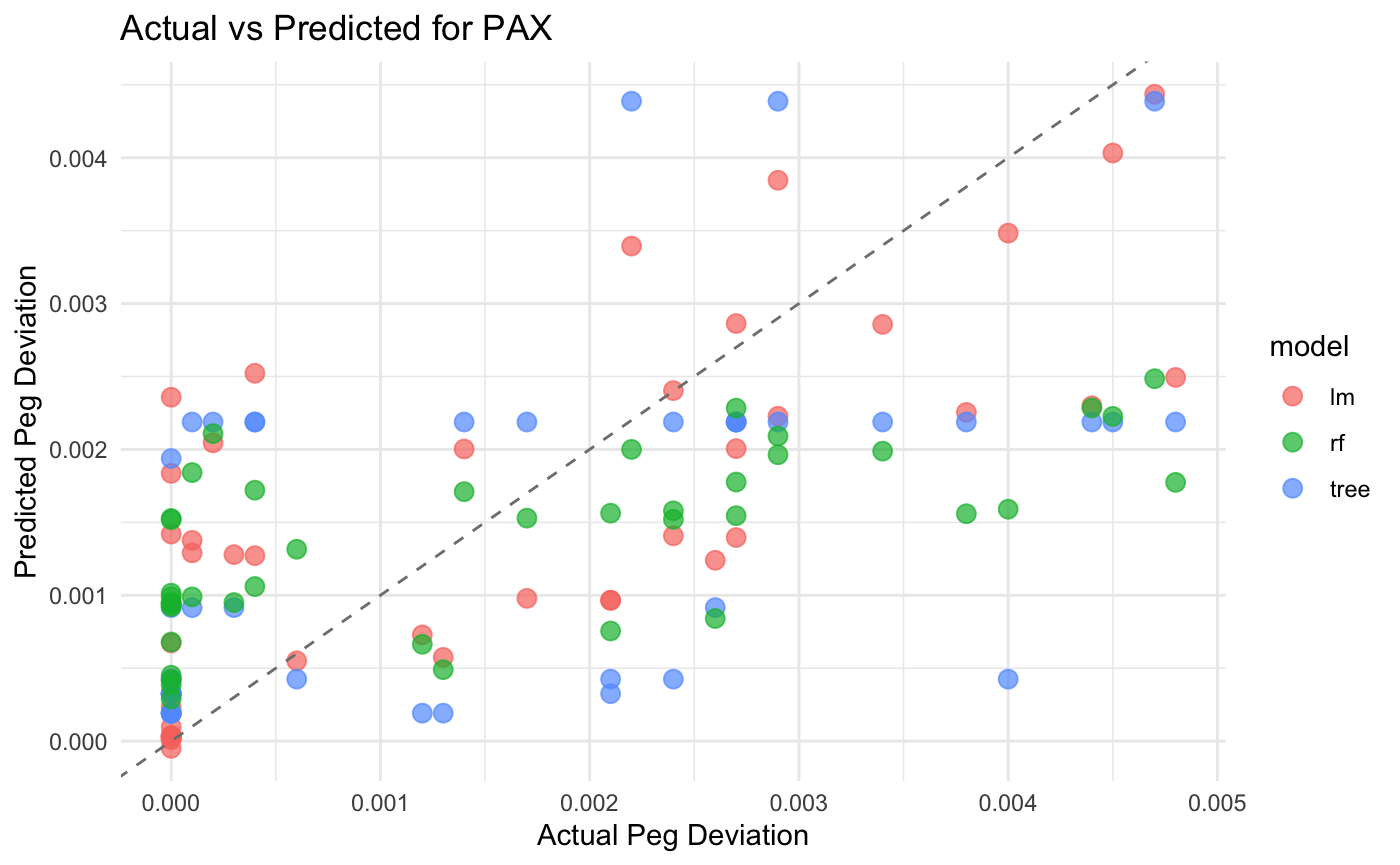 Actual vs Predicted for PAX
Predicted Peg Deviation
0.004
0.003
0.002
0.001
0.000
0.000 0.001 0.002 0.003 0.004 0.005
Actual Peg Deviation
model
lm
rf
tree